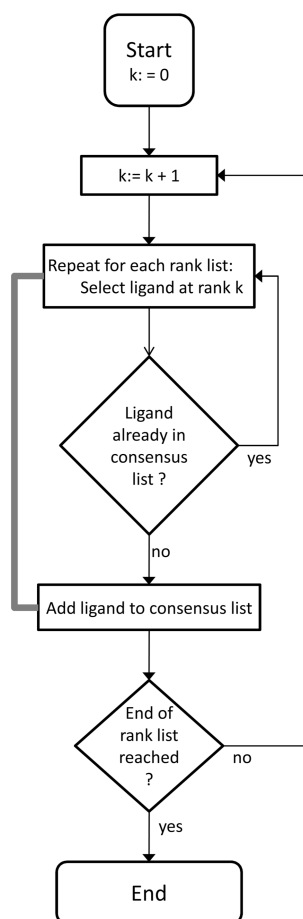 Start
k: = 0
k:= k + 1
Repeat for each rank list:
Select ligand at rank k
Ligand
already in
consensus
list ?
yes
no
Add ligand to consensus list
End of
rank list
reached
?
no
yes
End